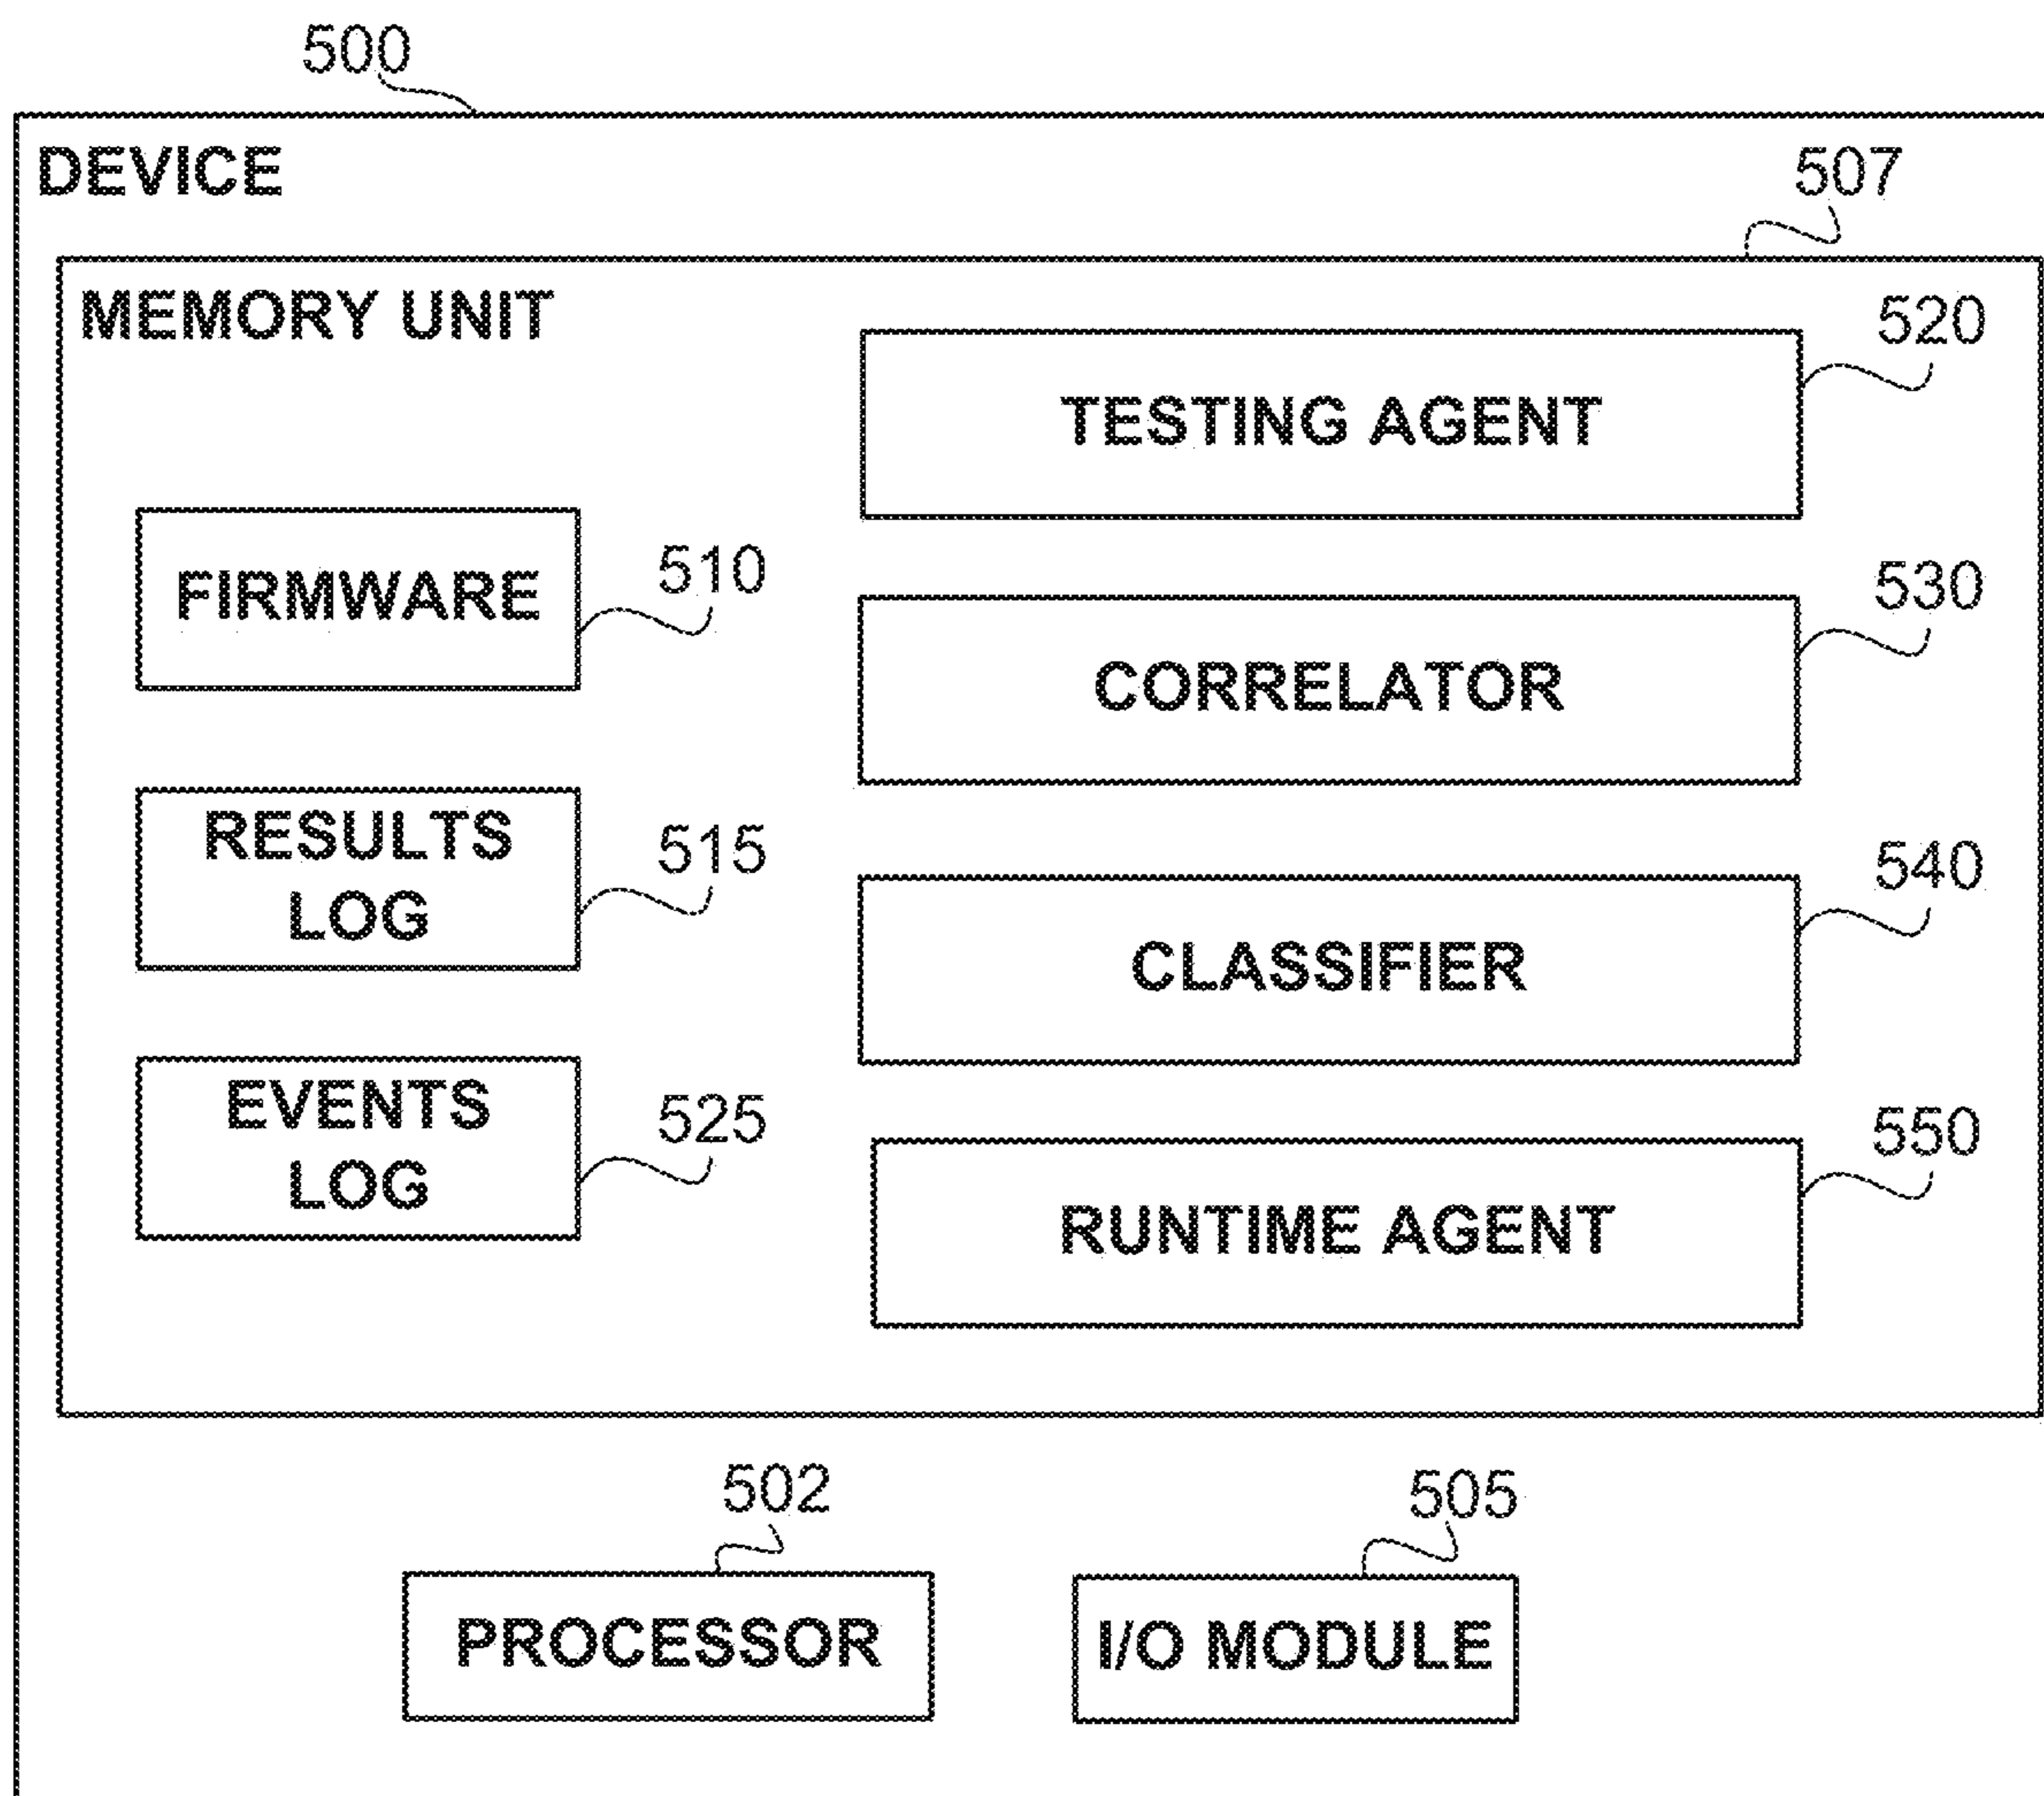 500
DEVICE
507
MEMORY UNIT
520
TESTING AGENT
FIRMWARE
510
530
CORRELATOR
RESULTS
LOG
515
540
CLASSIFIER
EVENTS
LOG
525
550
RUNTIME AGENT
502
505
PROCESSOR
I/O MODULE